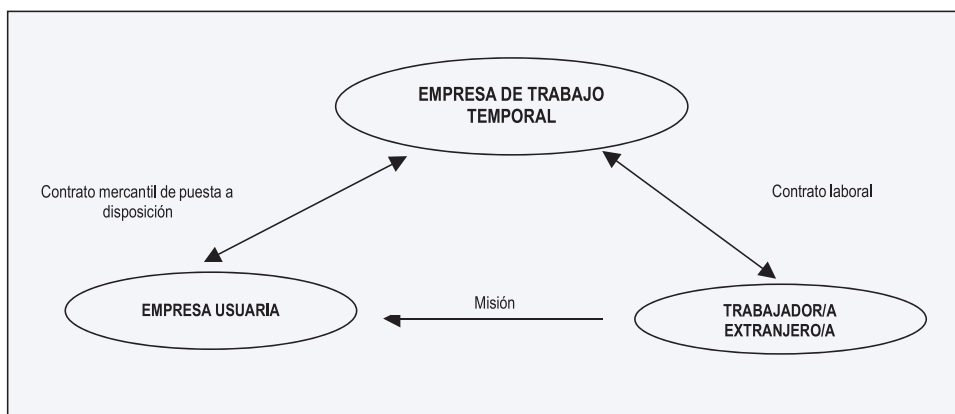 EMPRESA DE TRABAJO
TEMPORAL
Contrato mercantil de puesta a
disposición
Contrato laboral
EMPRESA USUARIA
Misión
TRABAJADOR/A
EXTRANJERO/A